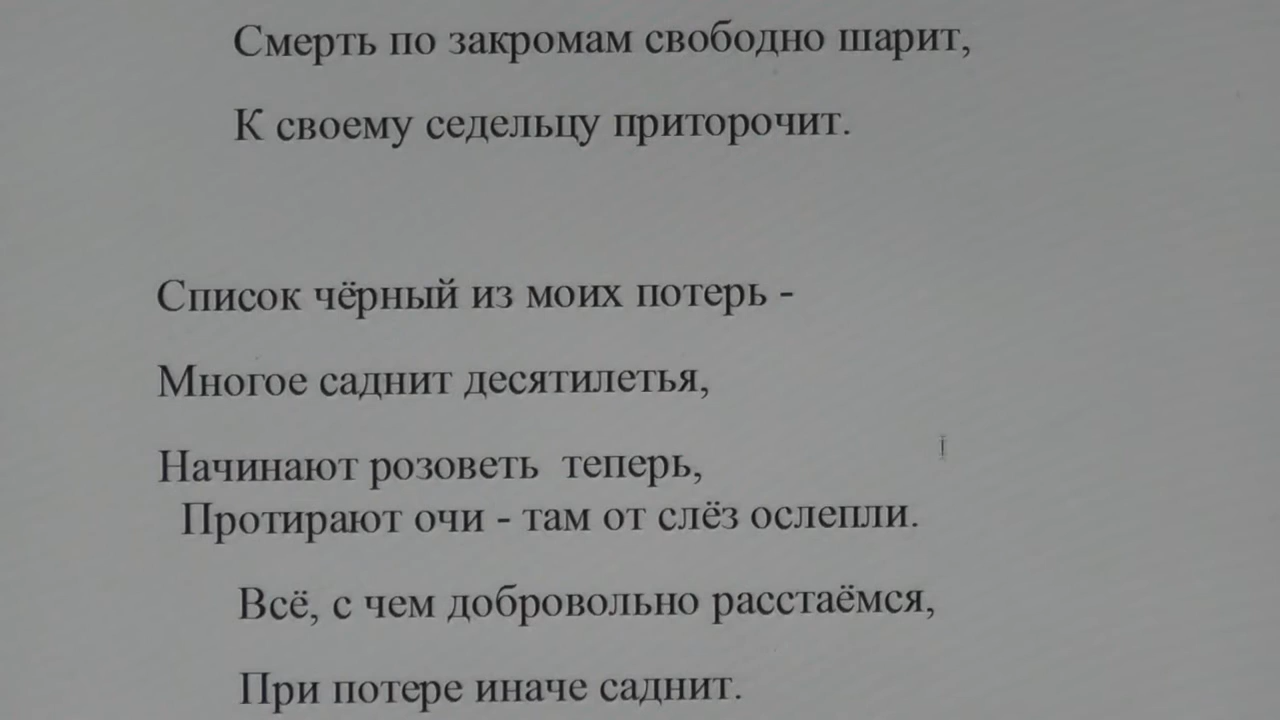 Смерть по закромам свободно шарит,
К своему седельцу приторочит.
Список чёрный из моих потерь -
Многое саднит десятилетья,
Начинают розоветь  теперь,
Протирают очи - там от слёз ослепли.
Всё, с чем добровольно расстаёмся,
При потере иначе саднит.